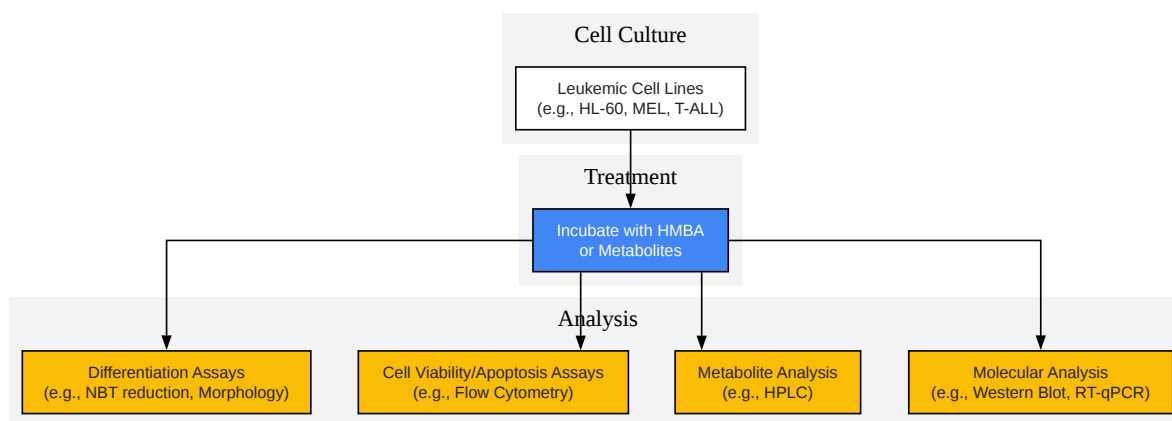 Cell Culture
Leukemic Cell Lines
(e.g., HL-60, MEL, T-ALL)
Treatment
Incubate with HMBA
or Metabolites
Analysis
Differentiation Assays
(e.g., NBT reduction, Morphology)
Cell Viability/Apoptosis Assays
(e.g., Flow Cytometry)
Metabolite Analysis
(e.g., HPLC)
Molecular Analysis
(e.g., Western Blot, RT-qPCR)